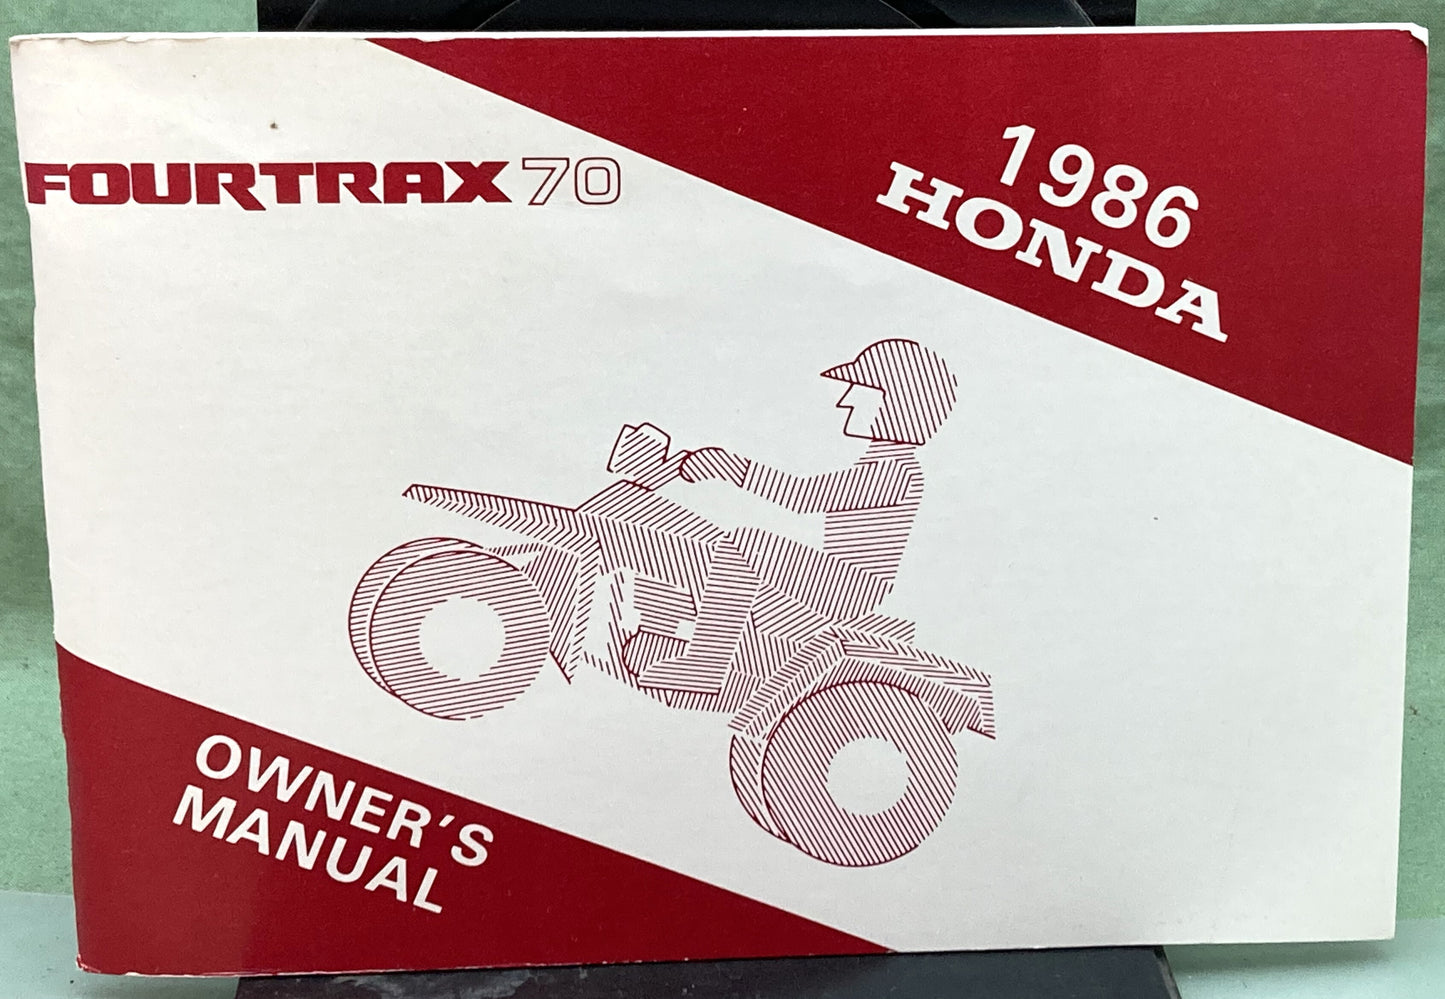 FOURTRAX 70
1986
HONDA
OWNER'S
MANUAL